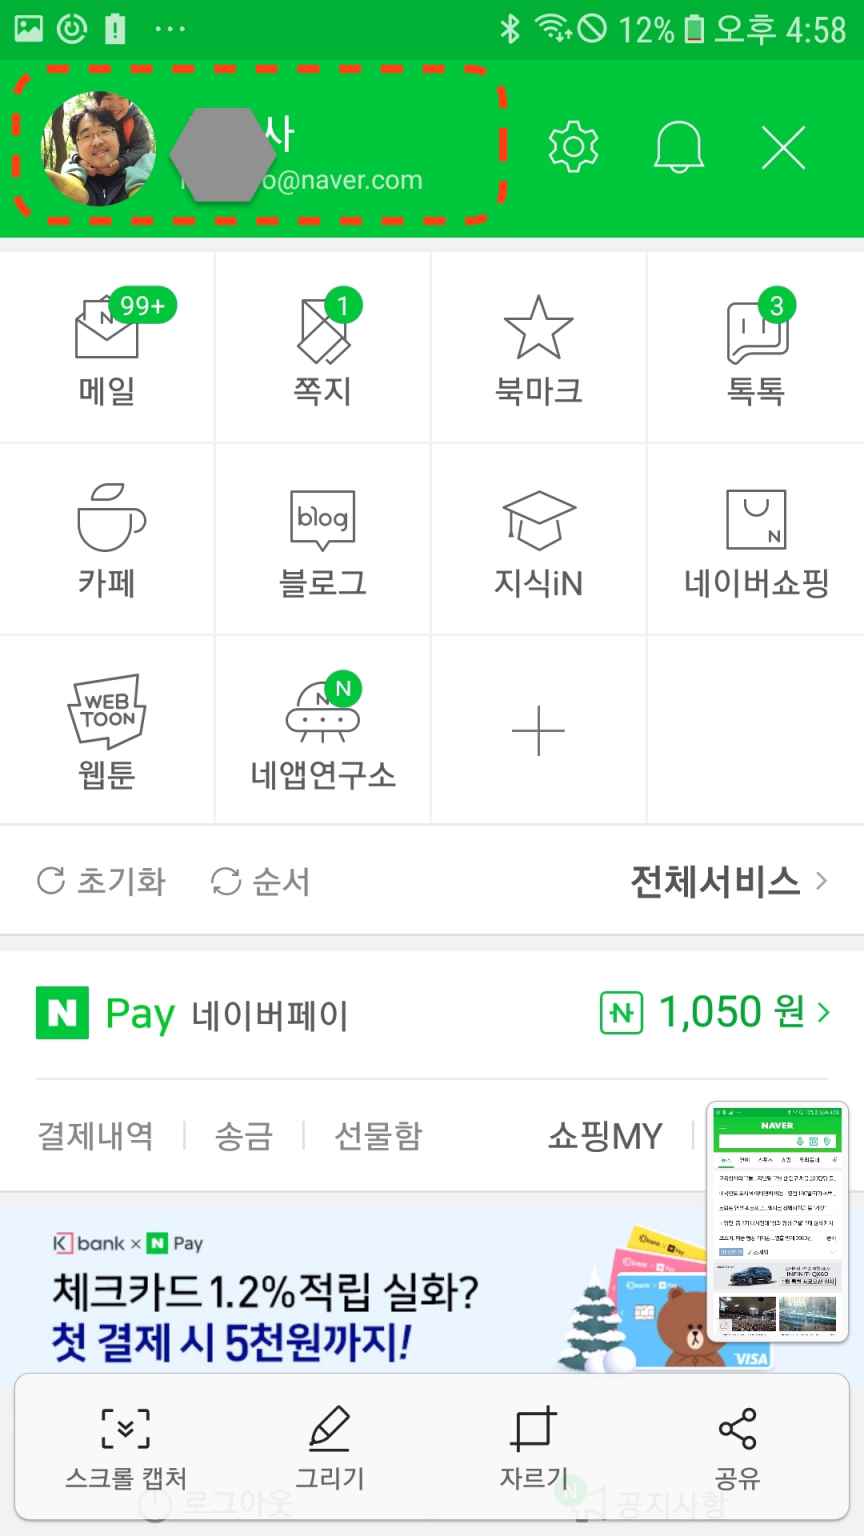 12% 오후 4:58
사
o@naver.com
99+ 1 3
N
메일 쪽지 북마크 톡톡
blog
N
카페 블로그 지식iN 네이버쇼핑
WEB
TOON
N N
웹툰 네앱연구소
초기화 순서 전체서비스
N Pay 네이버페이 N 1,050 원
결제내역 송금 선물함 쇼핑MY
NAVER
INFINITI QX60
K bank × N Pay
체크카드 1.2% 적립 실화?
첫 결제 시 5천원까지!
VISA
스크롤 캡처 그리기 자르기 공유
로그아웃 N 공지사항